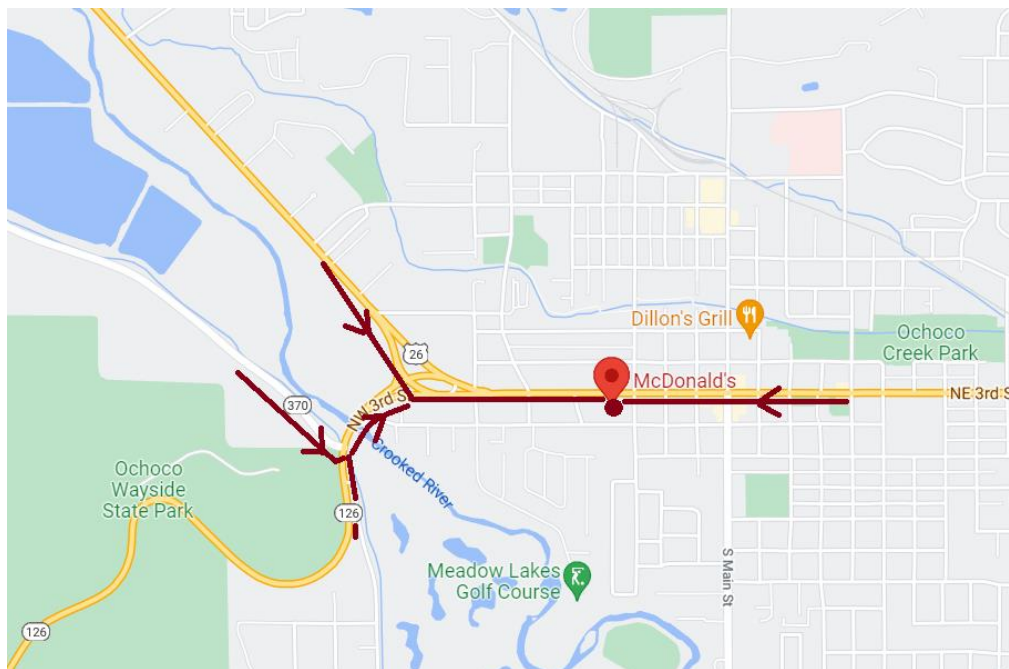 Dillon's Grill
Ochoco
Creek Park
26
McDonald's
NE 3rd S
370
NW 3rd S
Crooked River
Ochoco
Wayside
State Park
126
S Main St
Meadow Lakes
Golf Course
126